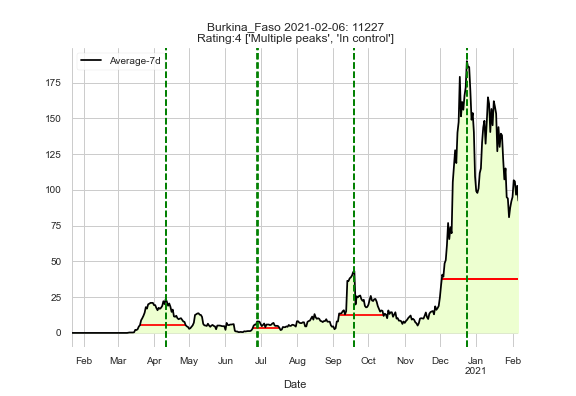 Burkina_Faso 2021-02-06: 11227
Rating:4 ['Multiple peaks', 'In control']
Average-7d
175
150
125
100
75
50
25
0
Feb Mar Apr May Jun Jul Aug Sep Oct Nov Dec Jan Feb
2021
Date